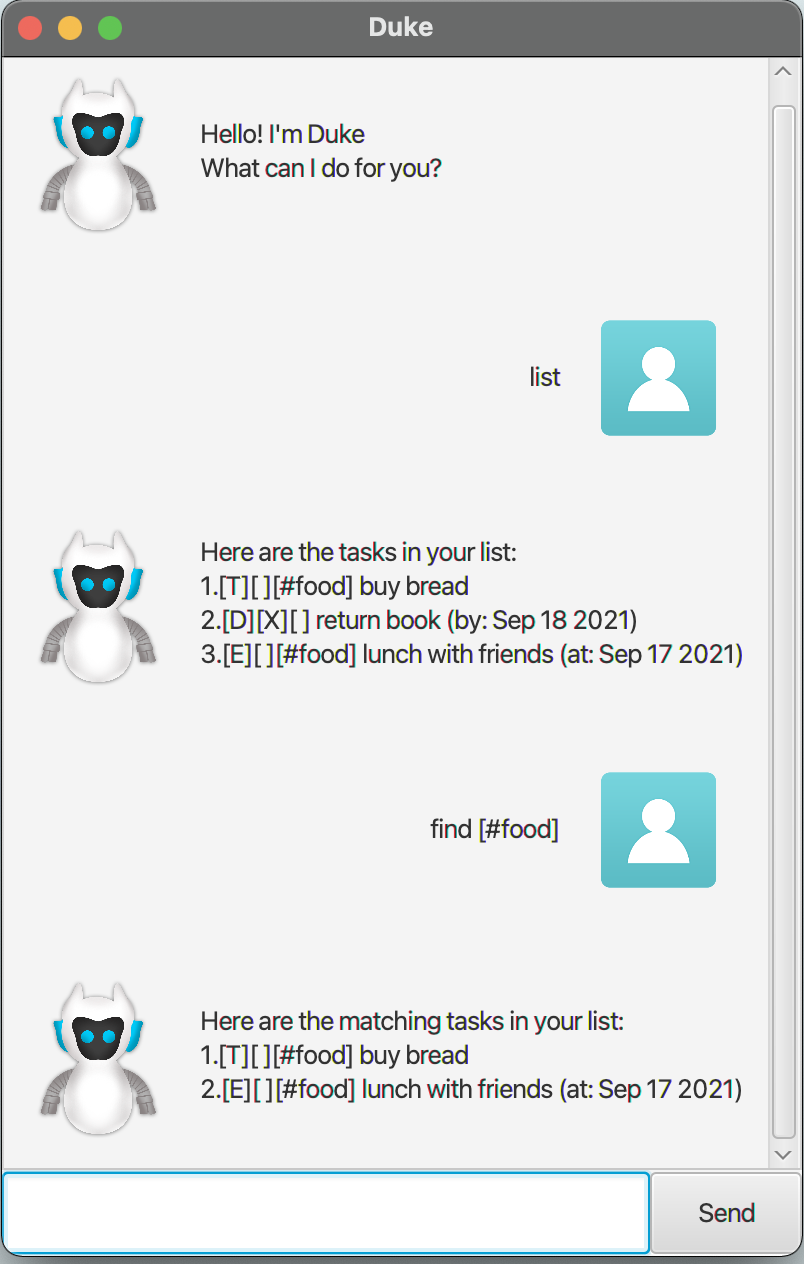 Duke
Hello! I'm Duke
What can I do for you?
list
Here are the tasks in your list:
1.[T][ ][#food] buy bread
2.[D][X][ ] return book (by: Sep 18 2021)
3.[E][ ][#food] lunch with friends (at: Sep 17 2021)
find [#food]
Here are the matching tasks in your list:
1.[T][ ][#food] buy bread
2.[E][ ][#food] lunch with friends (at: Sep 17 2021)
Send